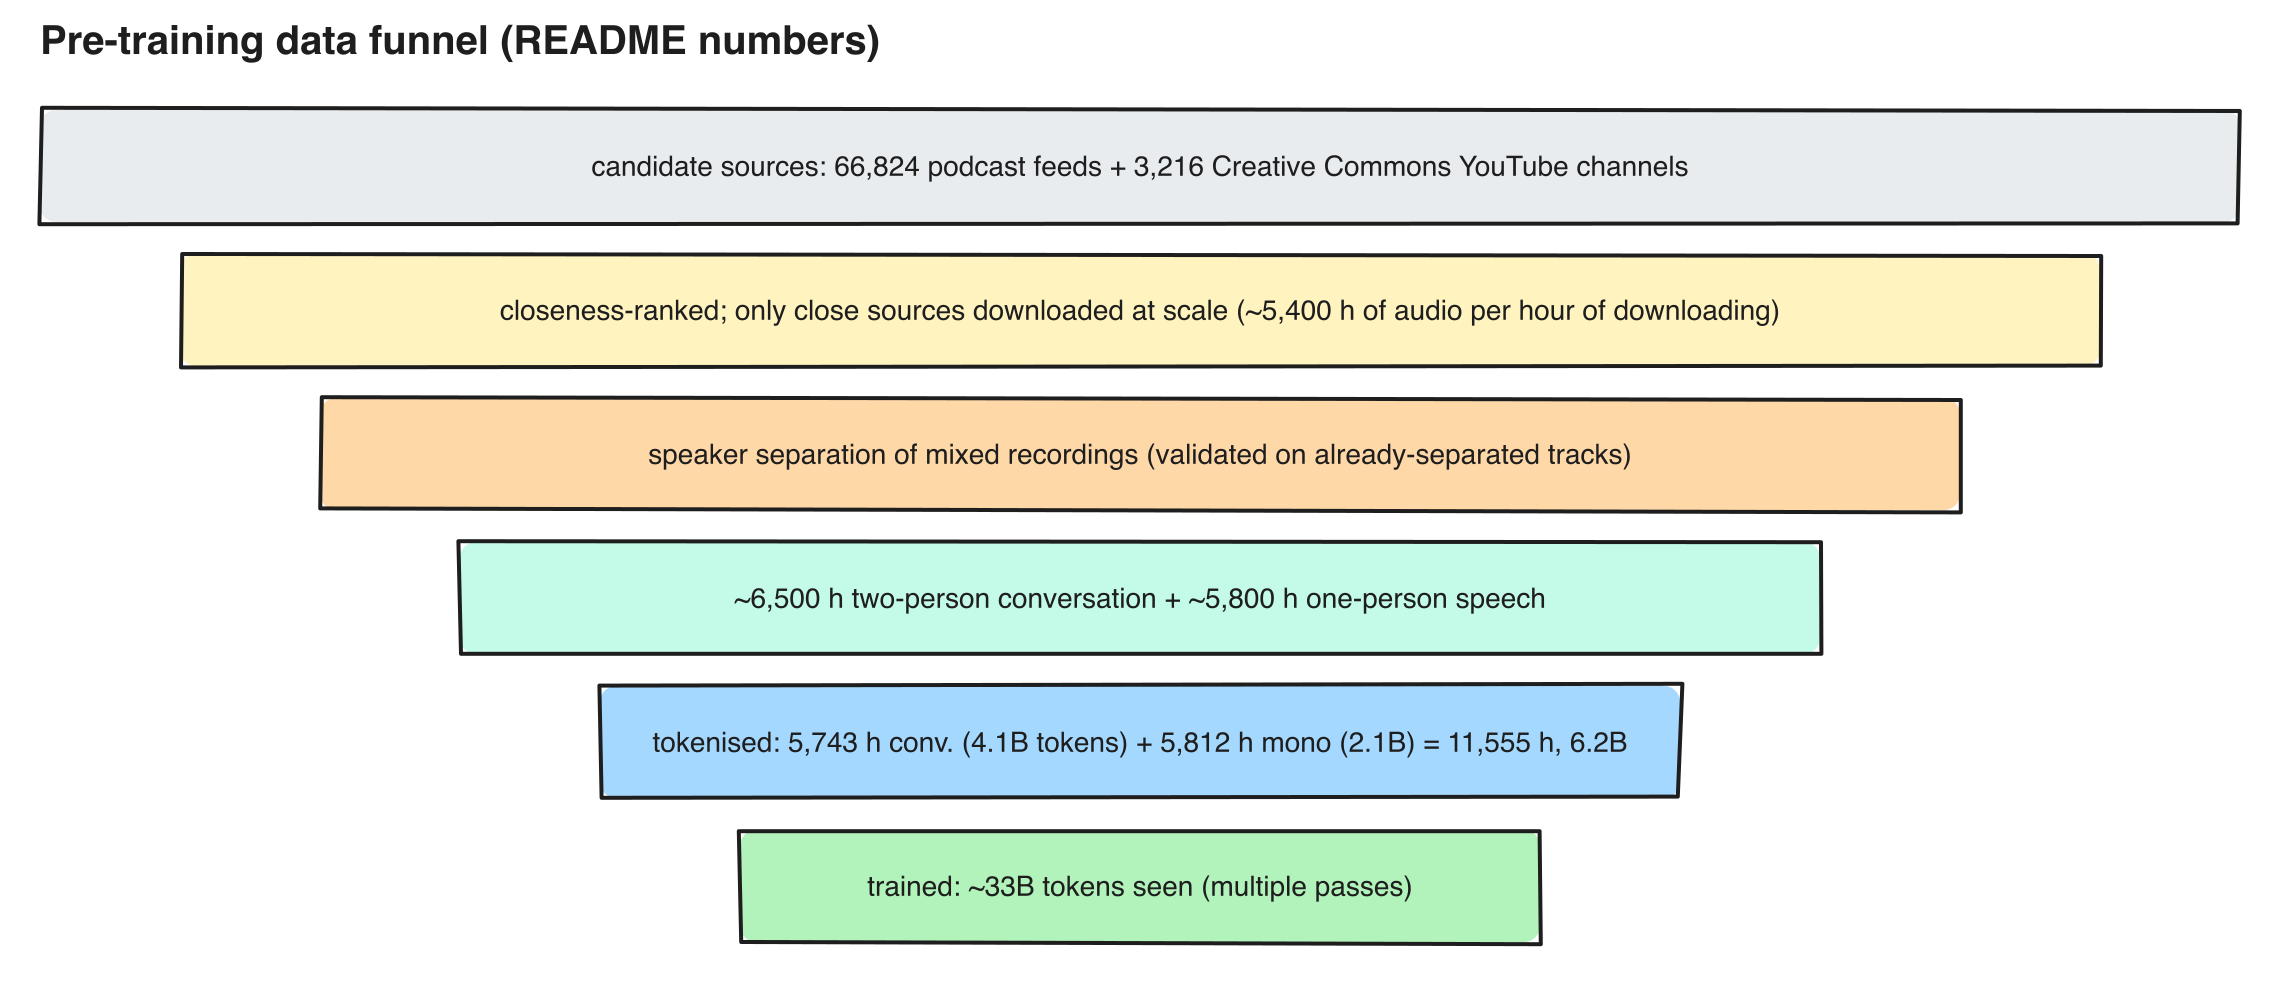 Pre-training data funnel (README numbers)
candidate sources: 66,824 podcast feeds + 3,216 Creative Commons YouTube channels
closeness-ranked; only close sources downloaded at scale (~5,400 h of audio per hour of downloading)
speaker separation of mixed recordings (validated on already-separated tracks)
~6,500 h two-person conversation + ~5,800 h one-person speech
tokenised: 5,743 h conv. (4.1B tokens) + 5,812 h mono (2.1B) = 11,555 h, 6.2B
trained: ~33B tokens seen (multiple passes)